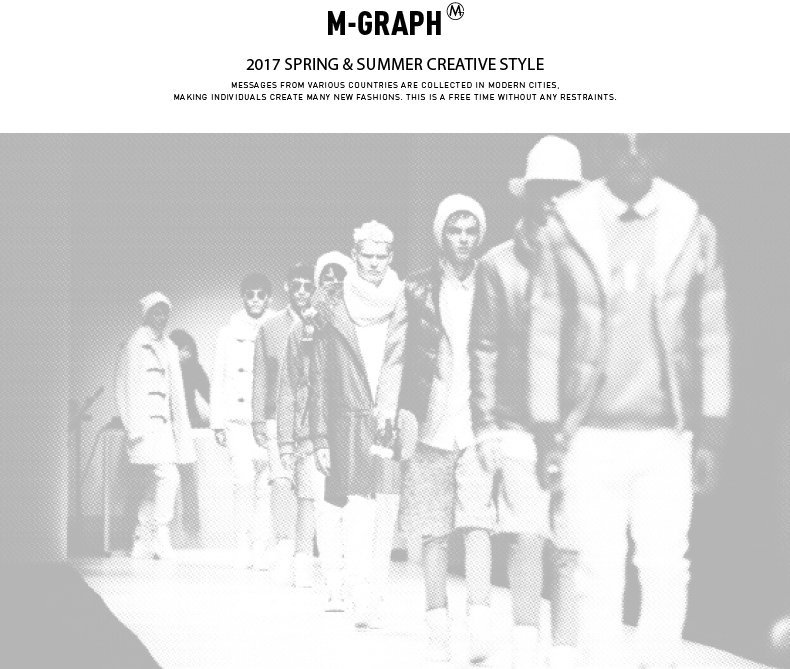 M-GRAPH M
2017 SPRING & SUMMER CREATIVE STYLE
MESSAGES FROM VARIOUS COUNTRIES ARE COLLECTED IN MODERN CITIES,
MAKING INDIVIDUALS CREATE MANY NEW FASHIONS. THIS IS A FREE TIME WITHOUT ANY RESTRAINTS.